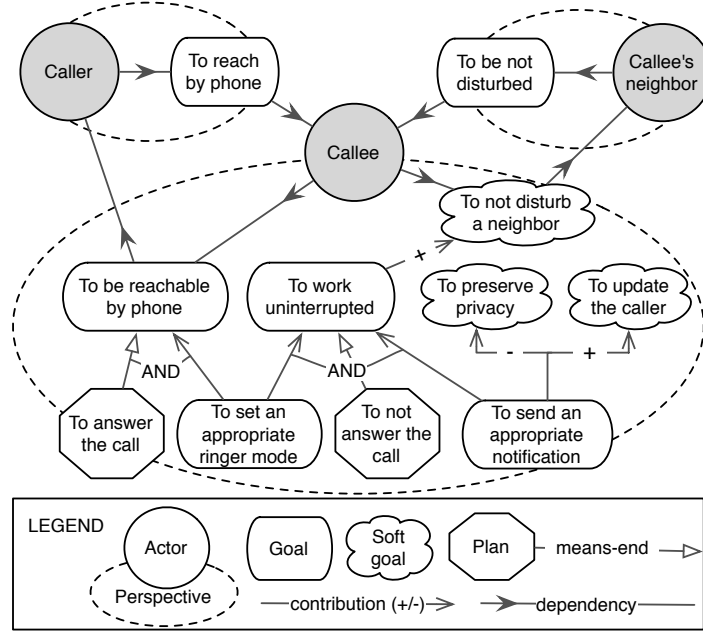 Caller
To reach
by phone
To be not
disturbed
Callee's
neighbor
Callee
To not disturb
a neighbor
+
To be reachable
by phone
To work
uninterrupted
To preserve
privacy
To update
the caller
- +
AND
AND
To answer
the call
To set an
appropriate
ringer mode
To not
answer the
call
To send an
appropriate
notification
LEGEND
Actor
Perspective
Goal
Soft
goal
Plan
means-end
contribution (+/-)
dependency